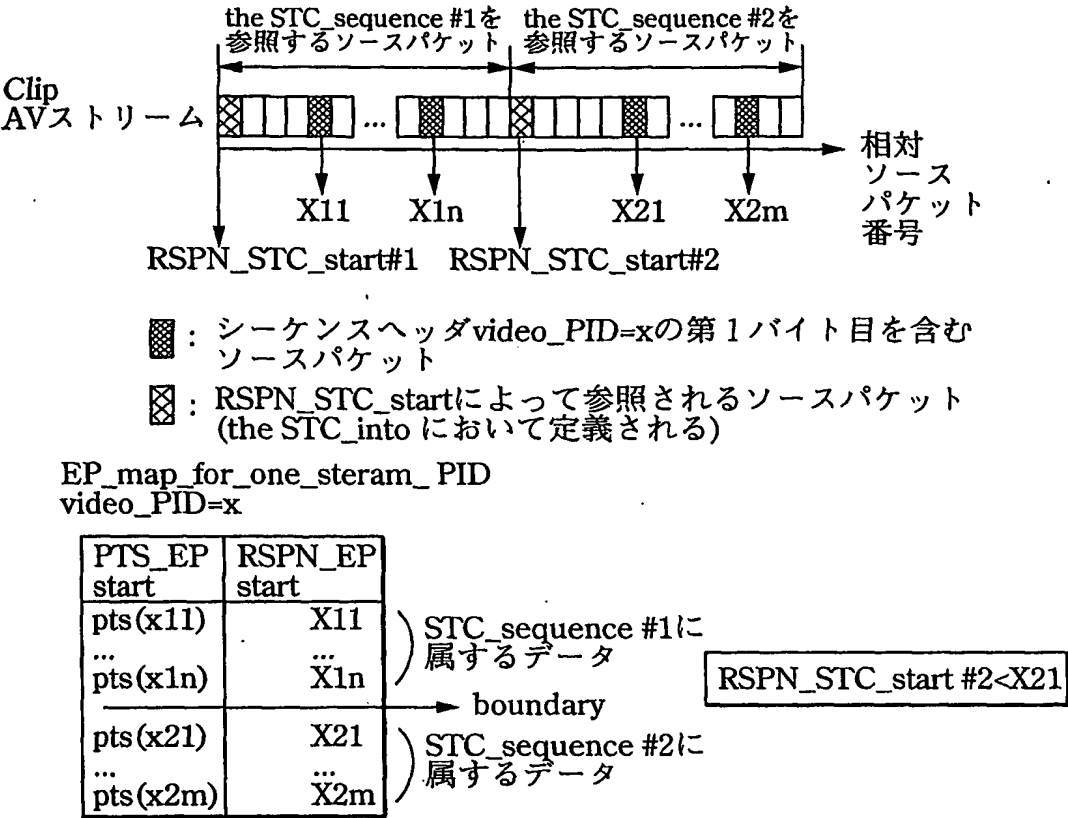 the STC_sequence #1を
参照するソースパケット
the STC_sequence #2を
参照するソースパケット
Clip
AVストリーム
...
...
相対
ソース
パケット
番号
X11
X1n
X21
X2m
RSPN_STC_start#1
RSPN_STC_start#2
: シーケンスヘッダvideo_PID=xの第1バイト目を含む
ソースパケット
: RSPN_STC_startによって参照されるソースパケット
(the STC_into において定義される)
EP_map_for_one_steram_ PID
video_PID=x
PTS_EP
start
RSPN_EP
start
pts(x11) X11
... ...
pts(x1n) X1n
STC_sequence #1に
属するデータ
boundary
RSPN_STC_start #2<X21
pts(x21) X21
... ...
pts(x2m) X2m
STC_sequence #2に
属するデータ